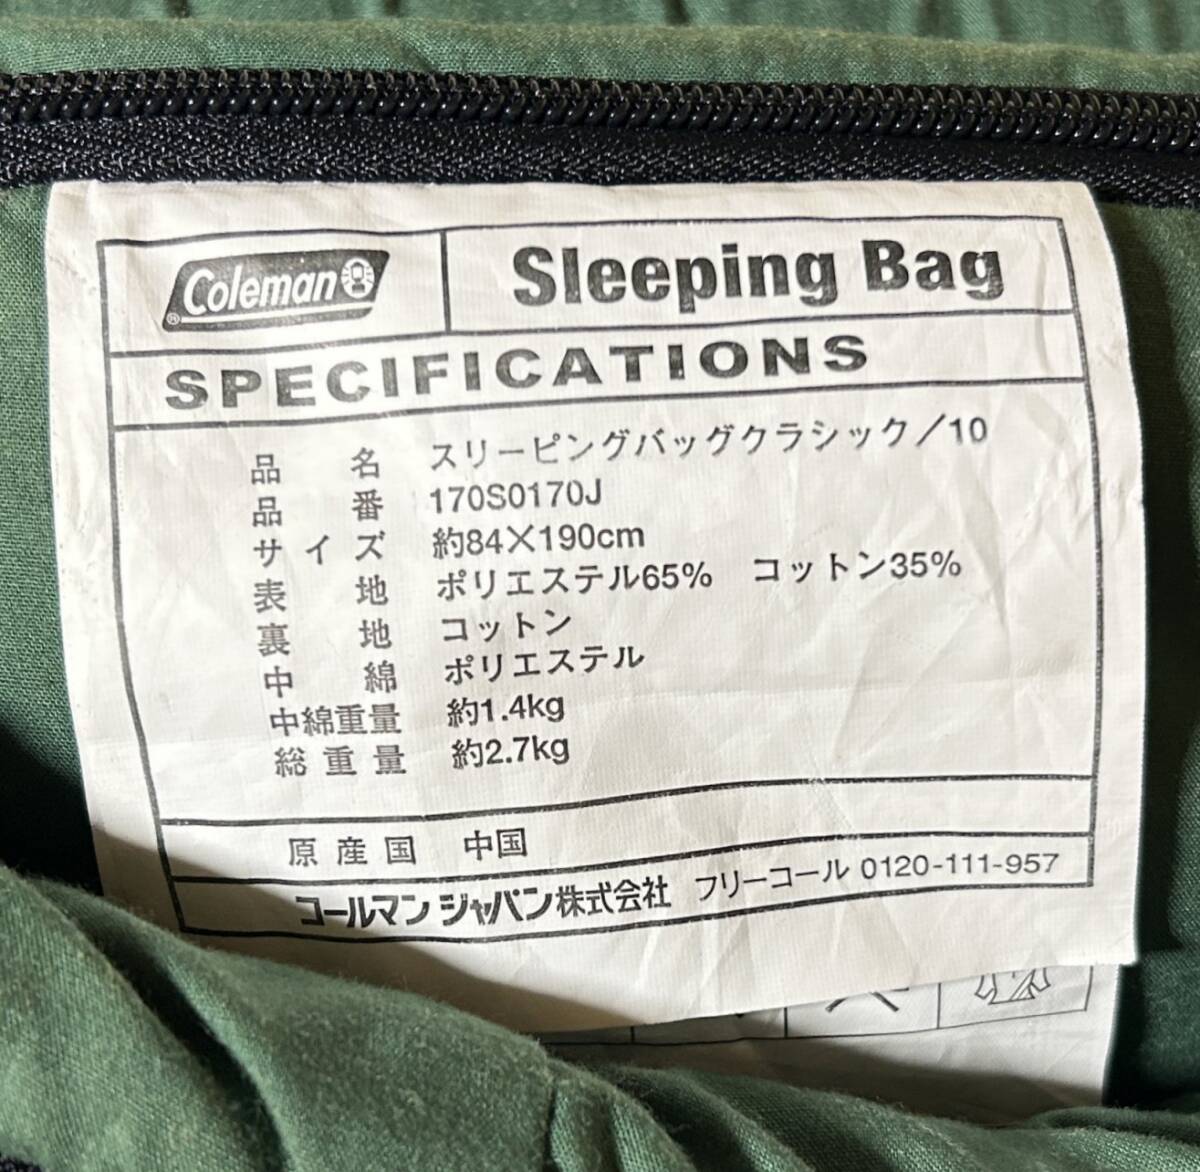 Coleman®
Sleeping Bag
SPECIFICATIONS
品名 スリーピングバッグクラシック/10
品番 170S0170J
サイズ 約84×190cm
表地 ポリエステル65% コットン35%
裏地 コットン
中綿 ポリエステル
中綿重量 約1.4kg
総重量 約2.7kg
原産国 中国
コールマン ジャパン株式会社 フリーコール 0120-111-957